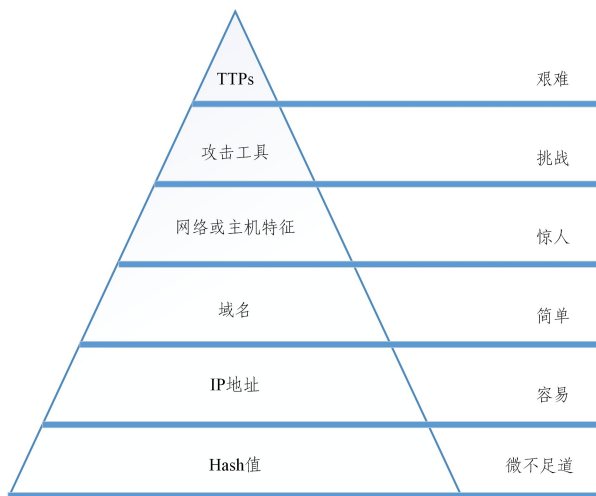 TTPs 艰难
攻击工具 挑战
网络或主机特征 惊人
域名 简单
IP地址 容易
Hash值 微不足道